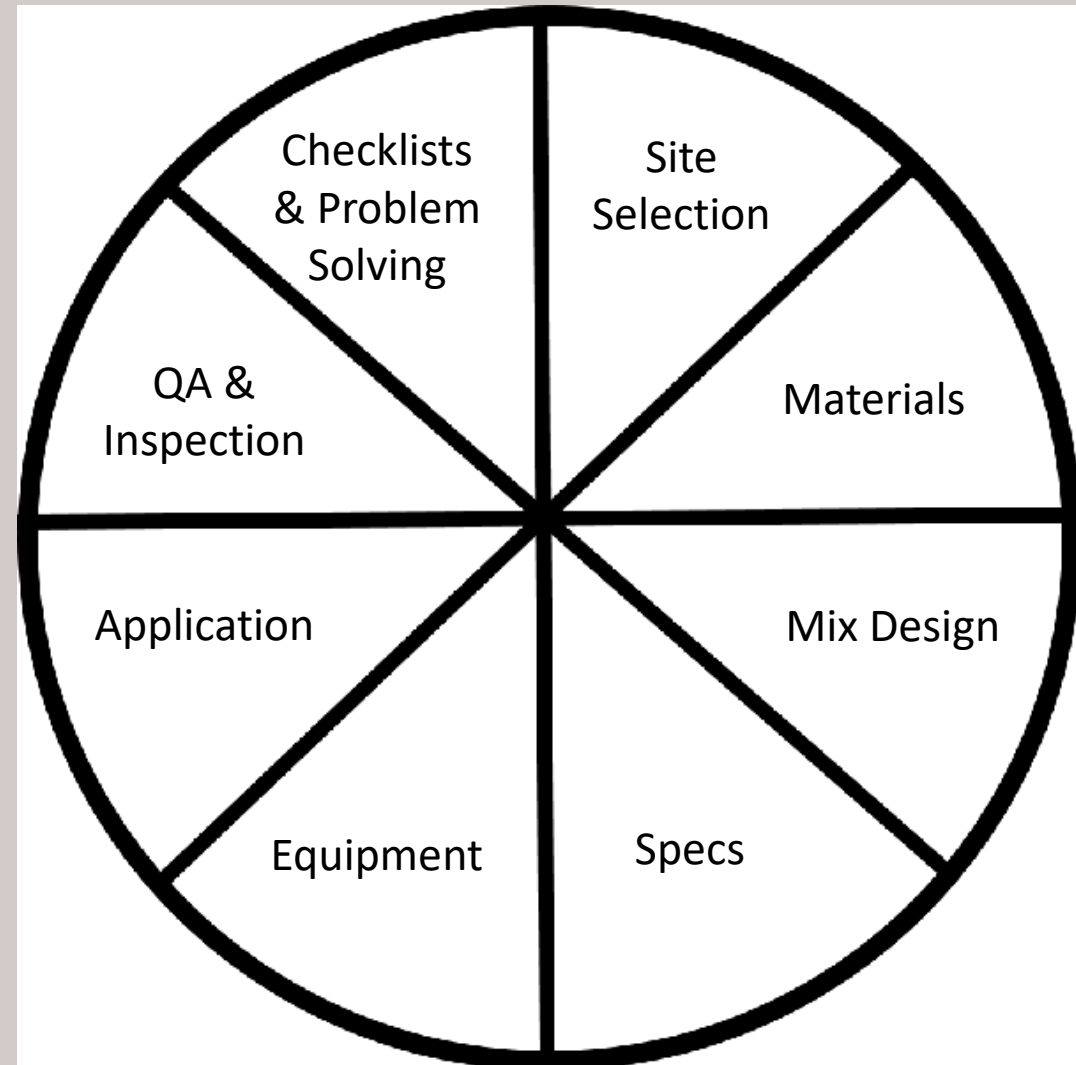 Checklists
& Problem
Solving
Site
Selection
Materials
Mix Design
Specs
Equipment
Application
QA &
Inspection